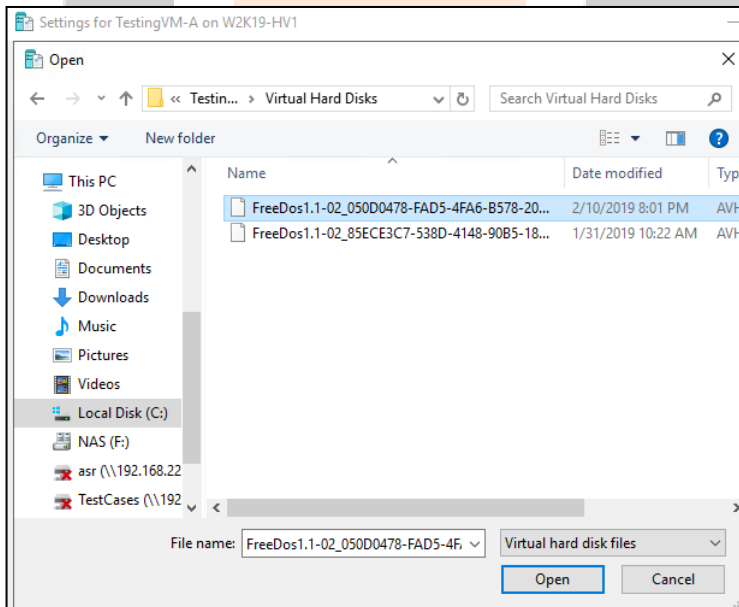 Settings for TestingVM-A on W2K19-HV1
Open
« Testin... > Virtual Hard Disks
Search Virtual Hard Disks
Organize
New folder
Name
Date modified
Typ
This PC
3D Objects
Desktop
Documents
Downloads
Music
Pictures
Videos
Local Disk (C:)
NAS (F:)
asr (\\192.168.22
TestCases (\\192
FreeDos1.1-02_050D0478-FAD5-4FA6-B578-20... 2/10/2019 8:01 PM AVH
FreeDos1.1-02_85ECE3C7-538D-4148-90B5-18... 1/31/2019 10:22 AM AVH
File name: FreeDos1.1-02_050D0478-FAD5-4F
Virtual hard disk files
Open
Cancel